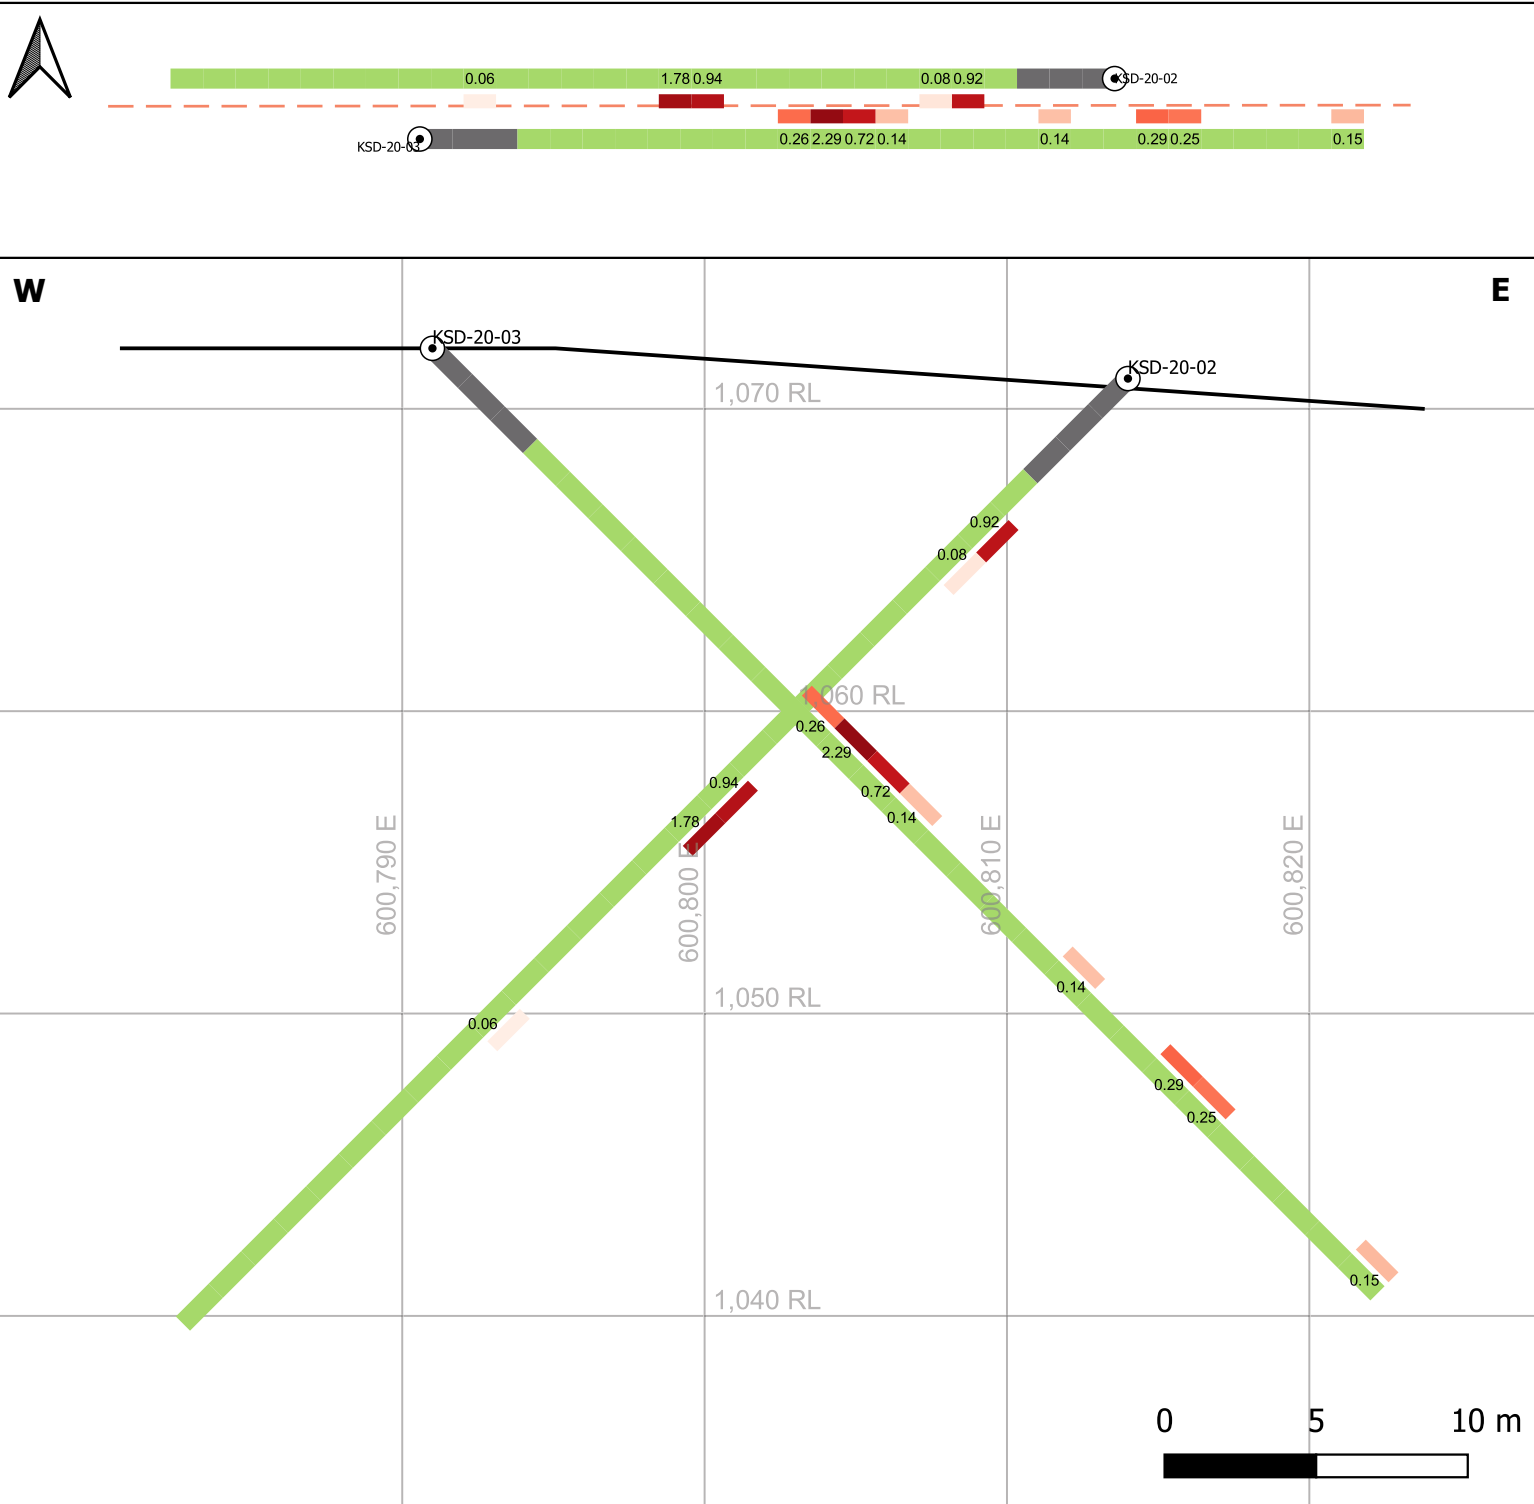 0.06 1.78 0.94 0.08 0.92 KSD-20-02
KSD-20-03 0.26 2.29 0.72 0.14 0.14 0.29 0.25 0.15
W E
KSD-20-03
KSD-20-02
1,070 RL
0.92
0.08
1,060 RL
0.26
2.29
0.94
0.72
0.14
1.78
600,790 E
600,800 E
600,810 E
600,820 E
0.14
1,050 RL
0.06
0.29
0.25
0.15
1,040 RL
0 5 10 m